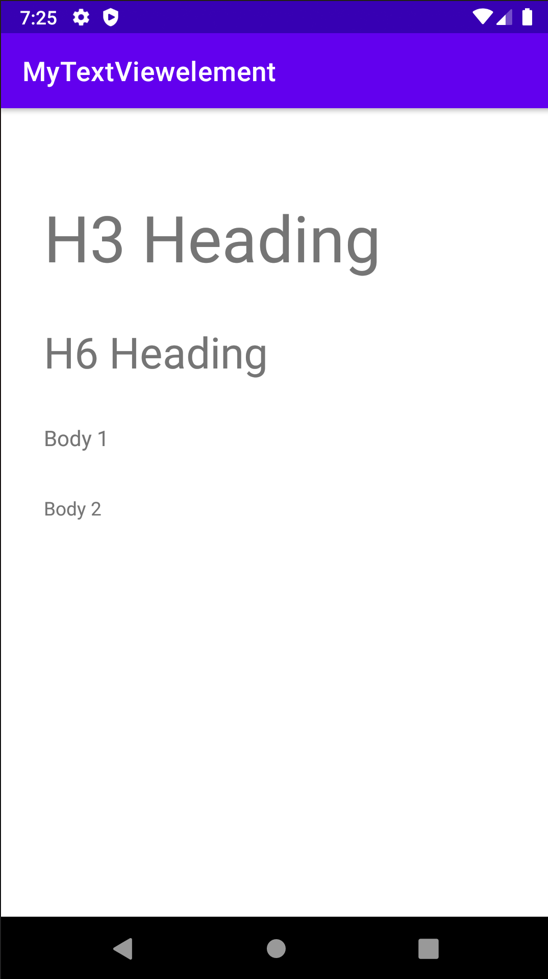 7:25
MyTextViewelement
H3 Heading
H6 Heading
Body 1
Body 2